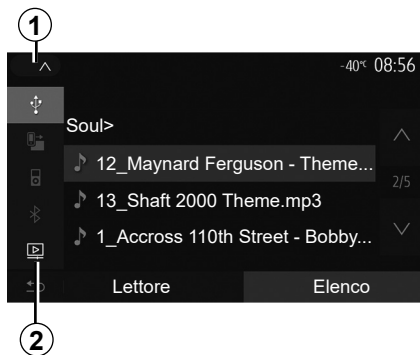 1
-40°C 08:56
Soul>
12_Maynard Ferguson - Theme...
2/5
13_Shaft 2000 Theme.mp3
1_Accross 110th Street - Bobby...
Lettore Elenco
2